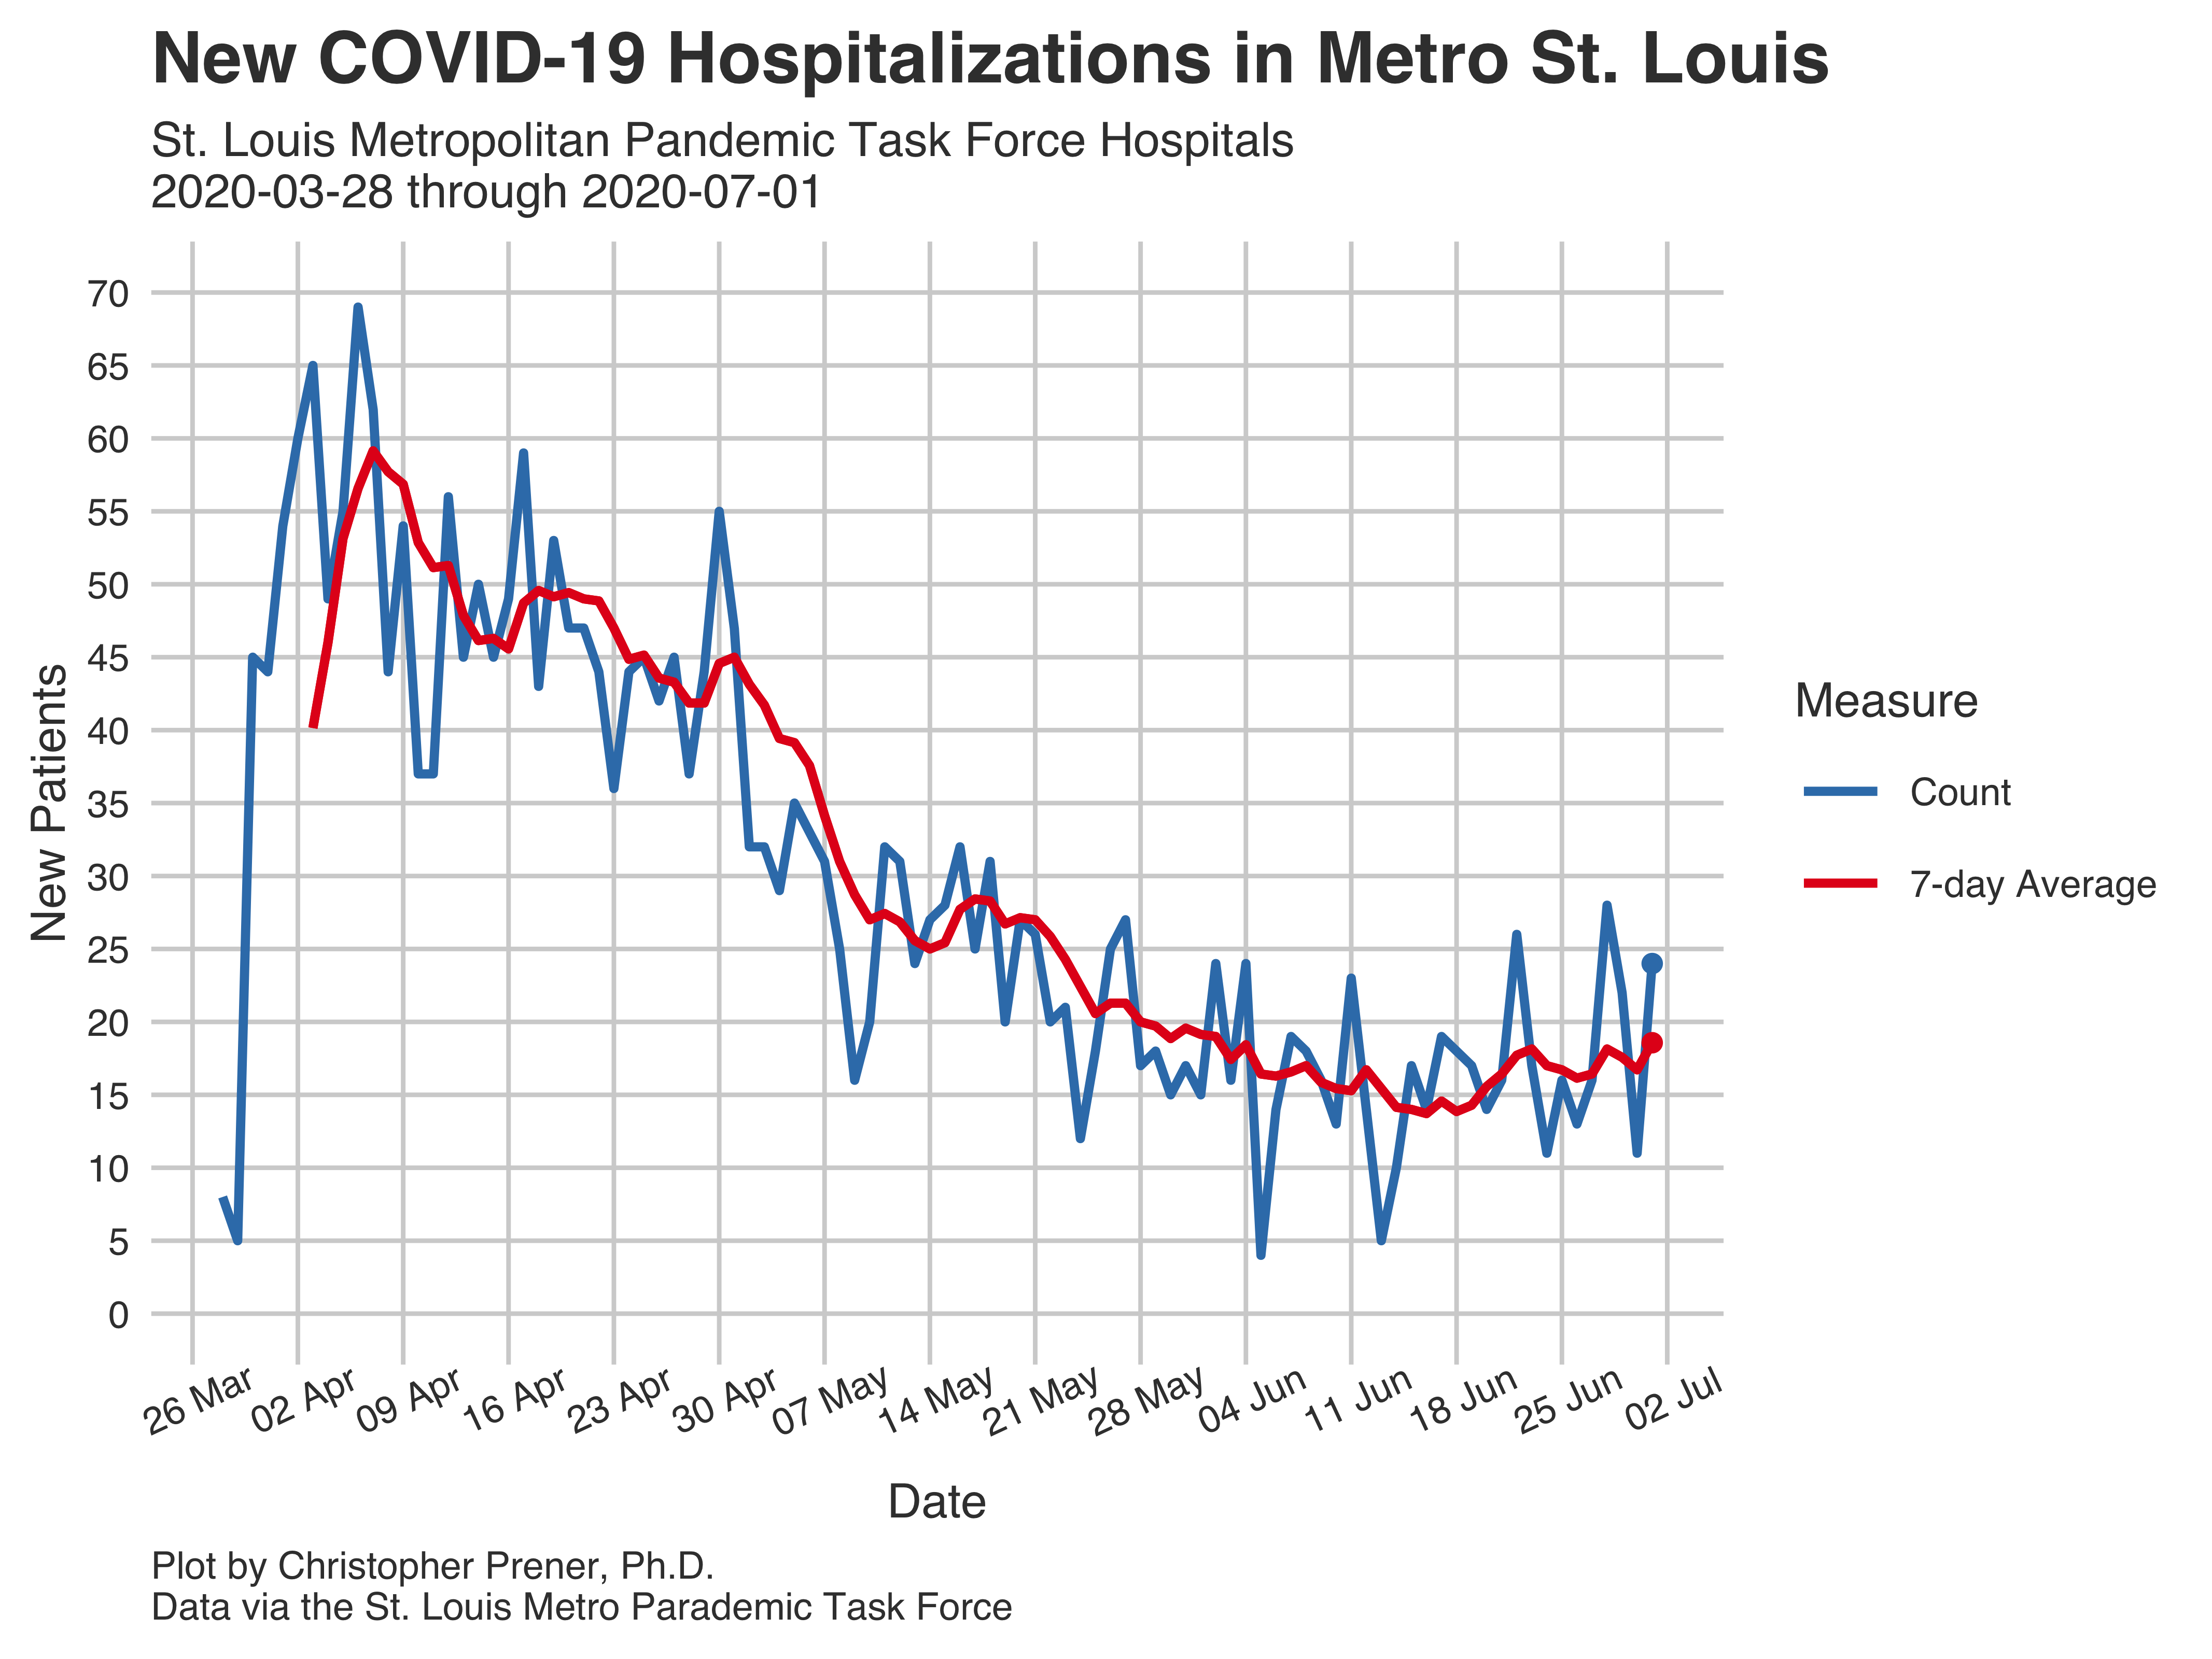 New COVID-19 Hospitalizations in Metro St. Louis
St. Louis Metropolitan Pandemic Task Force Hospitals
2020-03-28 through 2020-07-01
New Patients
70
65
60
55
50
45
40
35
30
25
20
15
10
5
0
26 Mar
02 Apr
09 Apr
16 Apr
23 Apr
30 Apr
07 May
14 May
21 May
28 May
04 Jun
11 Jun
18 Jun
25 Jun
02 Jul
Date
Measure
Count
7-day Average
Plot by Christopher Prener, Ph.D.
Data via the St. Louis Metro Parademic Task Force